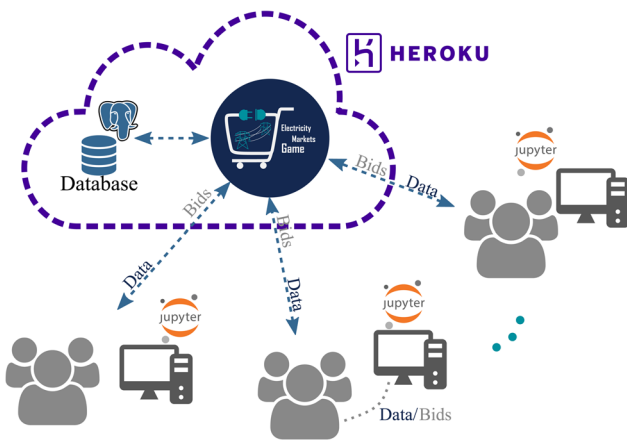 HEROKU
Electricity
Markets
Game
Database
jupyter
Bids
Data
Bids
Data
Bids
Data
jupyter
jupyter
Data/Bids